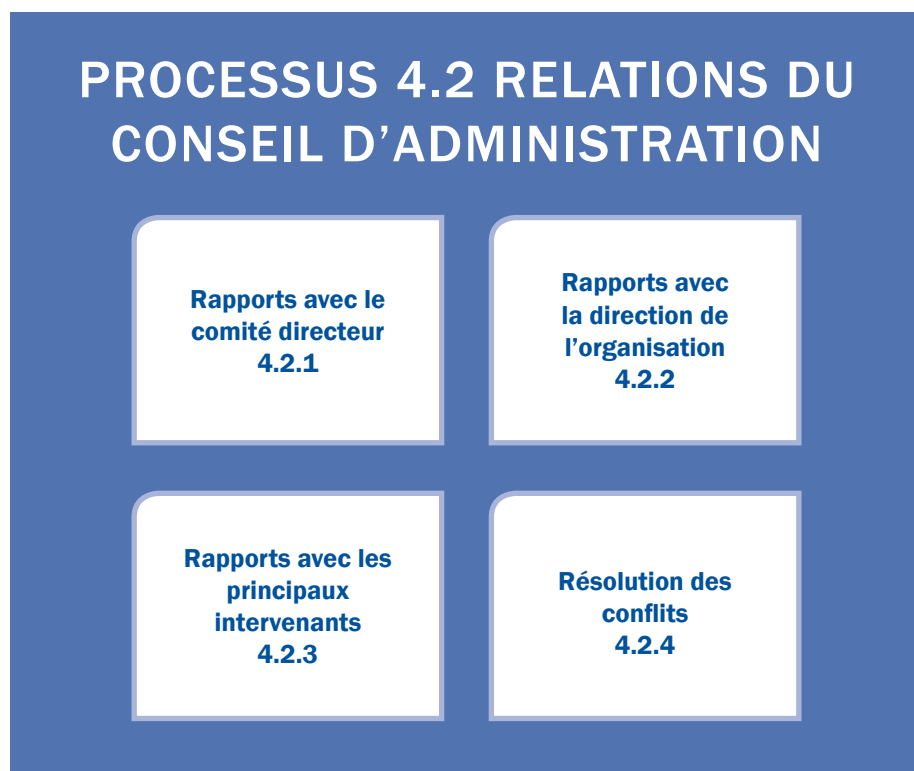 PROCESSUS 4.2 RELATIONS DU
CONSEIL D’ADMINISTRATION
Rapports avec le
comité directeur
4.2.1
Rapports avec
la direction de
l’organisation
4.2.2
Rapports avec les
principaux
intervenants
4.2.3
Résolution des
conflits
4.2.4